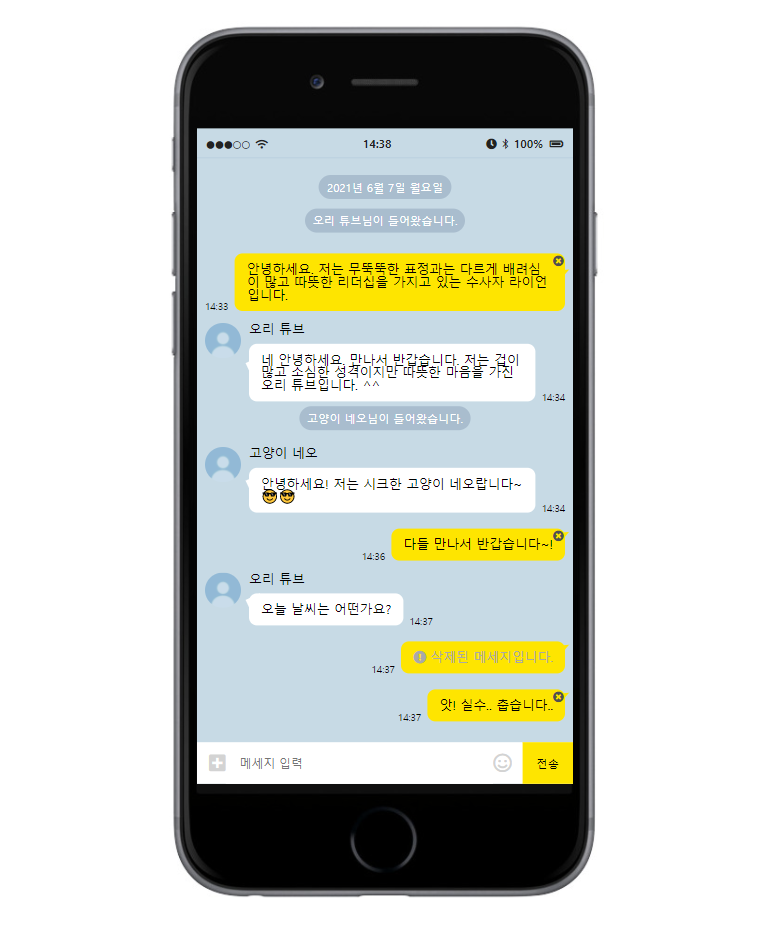 14:38
100%
2021년 6월 7일 월요일
오리 튜브님이 들어왔습니다.
안녕하세요. 저는 무뚝뚝한 표정과는 다르게 배려심
이 많고 따뜻한 리더십을 가지고 있는 수사자 라이언
입니다.
14:33
오리 튜브
네 안녕하세요. 만나서 반갑습니다. 저는 겁이
많고 소심한 성격이지만 따뜻한 마음을 가진
오리 튜브입니다. ^^
14:34
고양이 네오님이 들어왔습니다.
고양이 네오
안녕하세요! 저는 시크한 고양이 네오랍니다~
😎😎
14:34
다들 만나서 반갑습니다~!
14:36
오리 튜브
오늘 날씨는 어떤가요?
14:37
삭제된 메세지입니다.
14:37
앗! 실수.. 춥습니다..
14:37
메세지 입력
전송